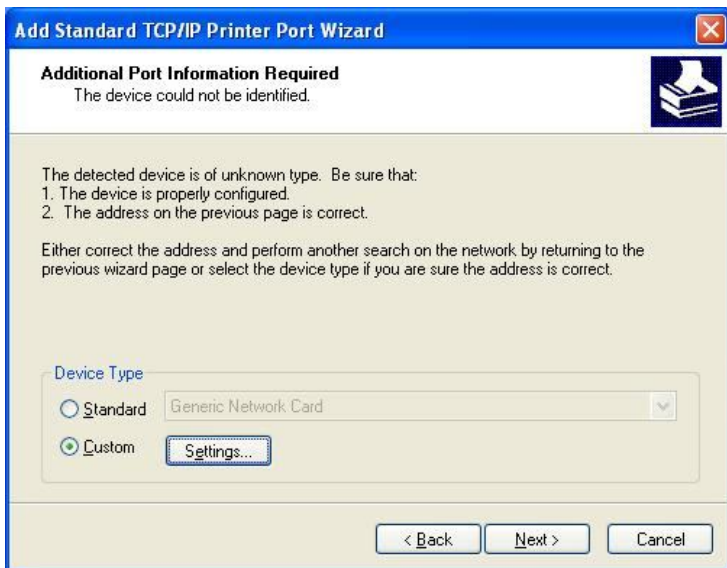 Add Standard TCP/IP Printer Port Wizard
Additional Port Information Required
The device could not be identified.
The detected device is of unknown type.  Be sure that:
1. The device is properly configured.
2.  The address on the previous page is correct.
Either correct the address and perform another search on the network by returning to the
previous wizard page or select the device type if you are sure the address is correct.
Device Type
Standard Generic Network Card
Custom Settings...
< Back Next > Cancel